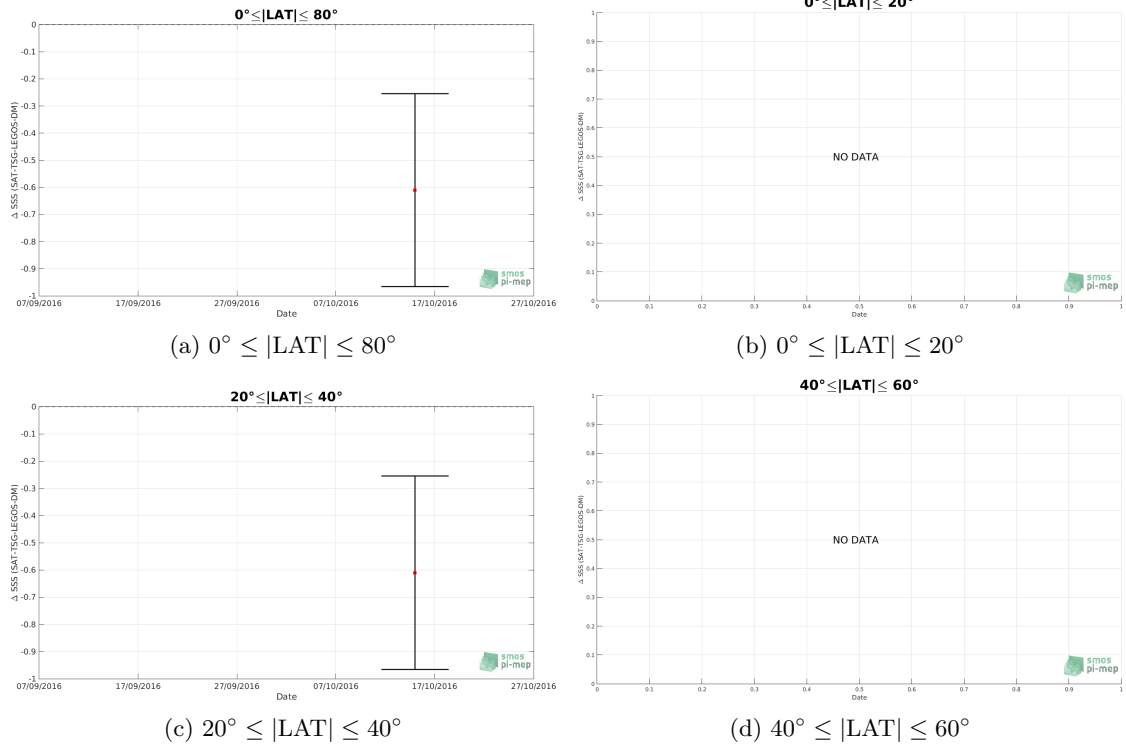 0°≤|LAT|≤ 80°
0
-0.1
-0.2
-0.3
-0.4
-0.5
-0.6
-0.7
-0.8
-0.9
-1
Δ SSS (SAT-TSG-LEGOS-DM)
07/09/2016 17/09/2016 27/09/2016 07/10/2016 17/10/2016 27/10/2016
Date
smos
pi-mep
(a) 0° ≤ |LAT| ≤ 80°
0°≤|LAT|≤ 20°
1
0.9
0.8
0.7
0.6
0.5
0.4
0.3
0.2
0.1
0
Δ SSS (SAT-TSG-LEGOS-DM)
NO DATA
0 0.1 0.2 0.3 0.4 0.5 0.6 0.7 0.8 0.9 1
Date
smos
pi-mep
(b) 0° ≤ |LAT| ≤ 20°
20°≤|LAT|≤ 40°
0
-0.1
-0.2
-0.3
-0.4
-0.5
-0.6
-0.7
-0.8
-0.9
-1
Δ SSS (SAT-TSG-LEGOS-DM)
07/09/2016 17/09/2016 27/09/2016 07/10/2016 17/10/2016 27/10/2016
Date
smos
pi-mep
(c) 20° ≤ |LAT| ≤ 40°
40°≤|LAT|≤ 60°
1
0.9
0.8
0.7
0.6
0.5
0.4
0.3
0.2
0.1
0
Δ SSS (SAT-TSG-LEGOS-DM)
NO DATA
0 0.1 0.2 0.3 0.4 0.5 0.6 0.7 0.8 0.9 1
Date
smos
pi-mep
(d) 40° ≤ |LAT| ≤ 60°